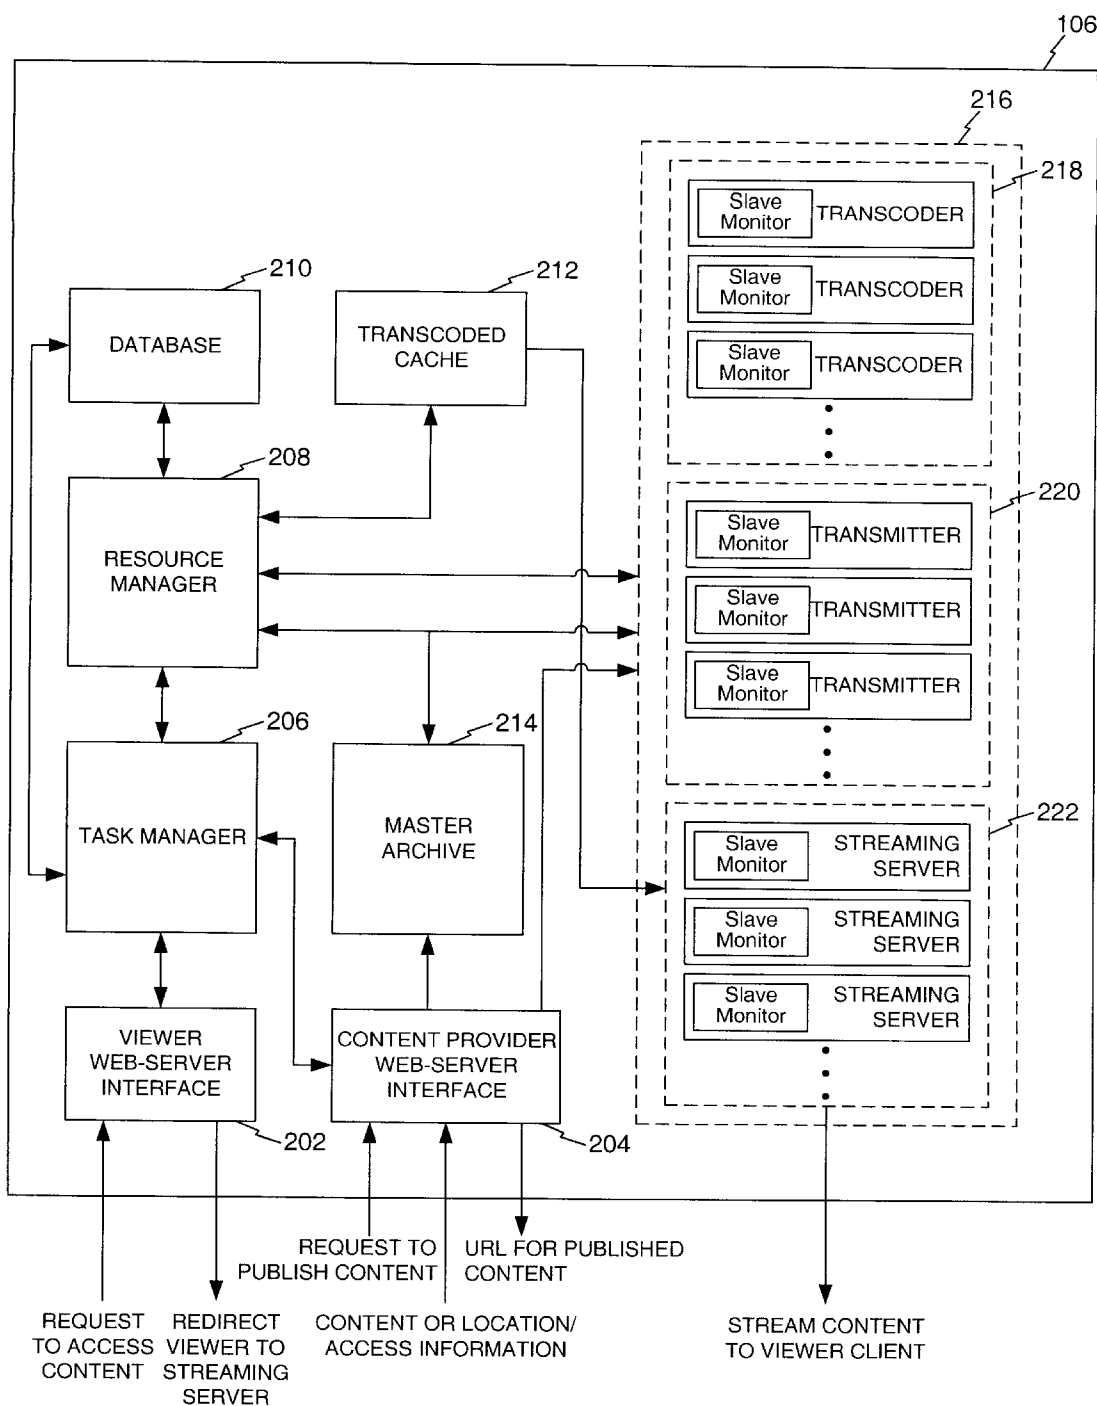 106
216
218
Slave
Monitor
TRANSCODER
Slave
Monitor
TRANSCODER
Slave
Monitor
TRANSCODER
210
DATABASE
212
TRANSCODED
CACHE
208
RESOURCE
MANAGER
220
Slave
Monitor
TRANSMITTER
Slave
Monitor
TRANSMITTER
Slave
Monitor
TRANSMITTER
206
TASK MANAGER
214
MASTER
ARCHIVE
222
Slave
Monitor
STREAMING
SERVER
Slave
Monitor
STREAMING
SERVER
Slave
Monitor
STREAMING
SERVER
VIEWER
WEB-SERVER
INTERFACE
202
CONTENT PROVIDER
WEB-SERVER
INTERFACE
204
REQUEST TO
PUBLISH CONTENT
URL FOR PUBLISHED
CONTENT
REQUEST
TO ACCESS
CONTENT
REDIRECT
VIEWER TO
STREAMING
SERVER
CONTENT OR LOCATION/
ACCESS INFORMATION
STREAM CONTENT
TO VIEWER CLIENT